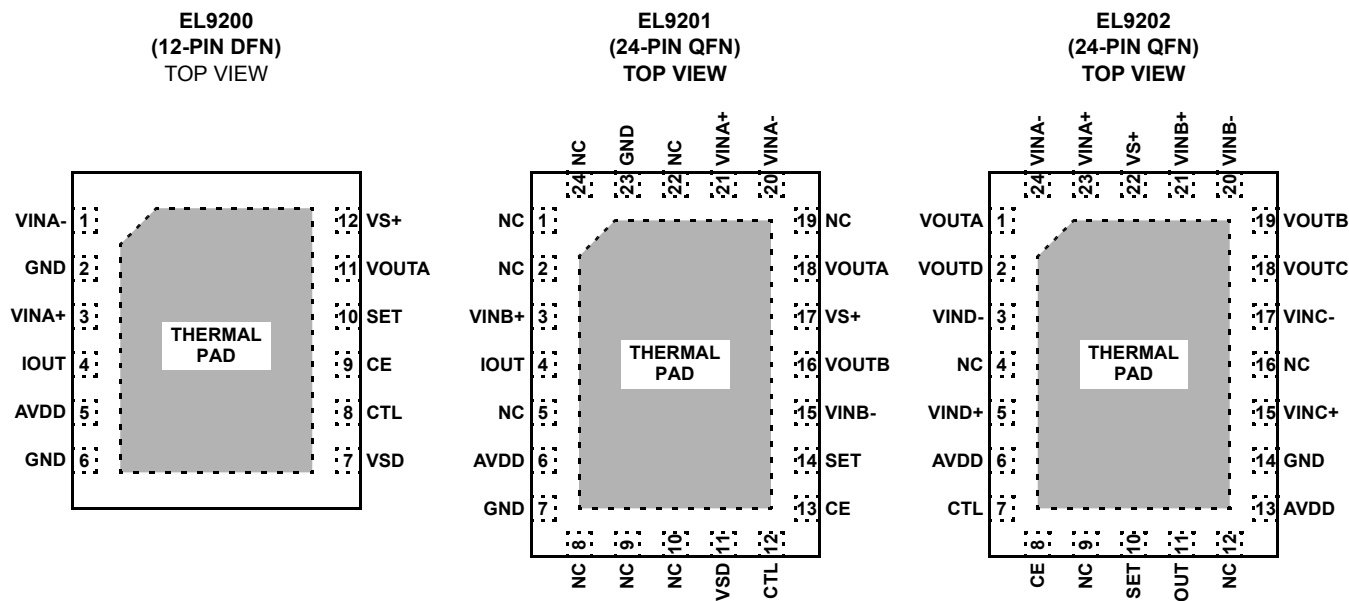 EL9200
(12-PIN DFN)
TOP VIEW
VINA- 1
GND 2
VINA+ 3
IOUT 4
AVDD 5
GND 6
THERMAL
PAD
12 VS+
11 VOUTA
10 SET
9 CE
8 CTL
7 VSD
EL9201
(24-PIN QFN)
TOP VIEW
24 NC
23 GND
22 NC
21 VINA+
20 VINA-
NC 1
NC 2
VINB+ 3
IOUT 4
NC 5
AVDD 6
GND 7
THERMAL
PAD
19 NC
18 VOUTA
17 VS+
16 VOUTB
15 VINB-
14 SET
13 CE
NC 8
NC 9
NC 10
VSD 11
CTL 12
EL9202
(24-PIN QFN)
TOP VIEW
24 VINA-
23 VINA+
22 VS+
21 VINB+
20 VINB-
VOUTA 1
VOUTD 2
VIND- 3
NC 4
VIND+ 5
AVDD 6
CTL 7
THERMAL
PAD
19 VOUTB
18 VOUTC
17 VINC-
16 NC
15 VINC+
14 GND
13 AVDD
CE 8
NC 9
SET 10
OUT 11
NC 12